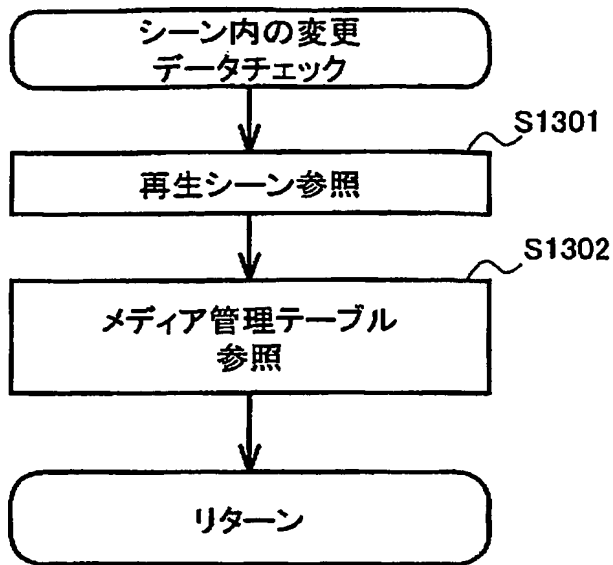 シーン内の変更
データチェック
S1301
再生シーン参照
S1302
メディア管理テーブル
参照
リターン